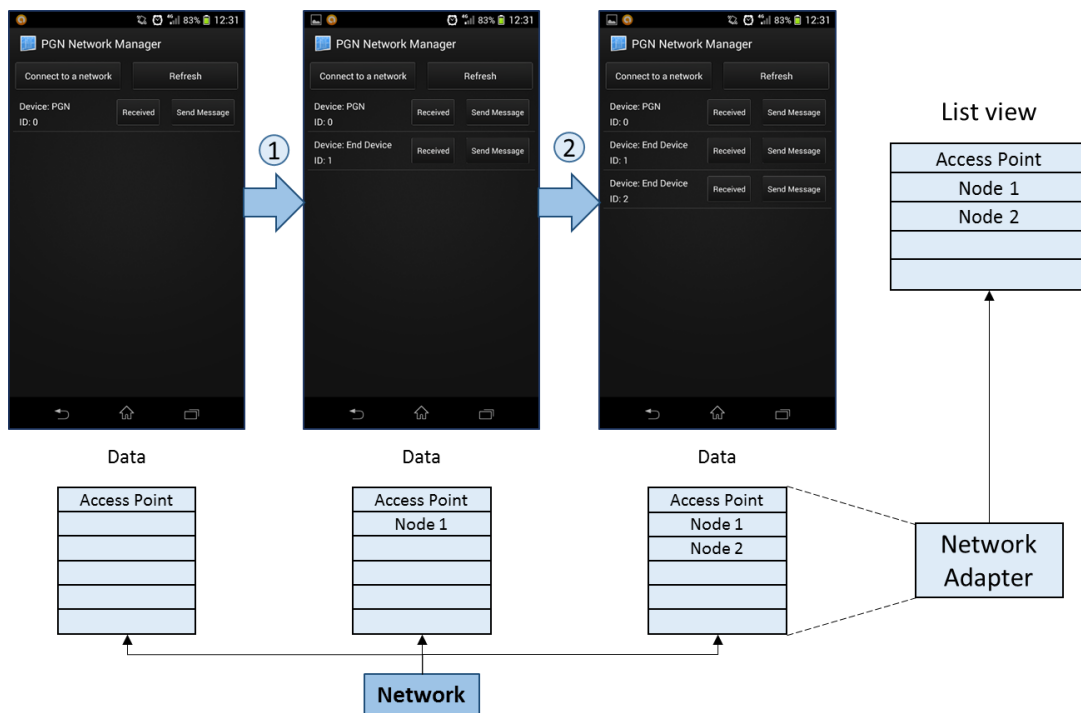 83% 12:31
PGN Network Manager
Connect to a network Refresh
Device: PGN
ID: 0
Received Send Message
1
83% 12:31
PGN Network Manager
Connect to a network Refresh
Device: PGN
ID: 0
Received Send Message
Device: End Device
ID: 1
Received Send Message
2
83% 12:31
PGN Network Manager
Connect to a network Refresh
Device: PGN
ID: 0
Received Send Message
Device: End Device
ID: 1
Received Send Message
Device: End Device
ID: 2
Received Send Message
List view
Access Point
Node 1
Node 2
Data
Access Point
Data
Access Point
Node 1
Data
Access Point
Node 1
Node 2
Network
Adapter
Network